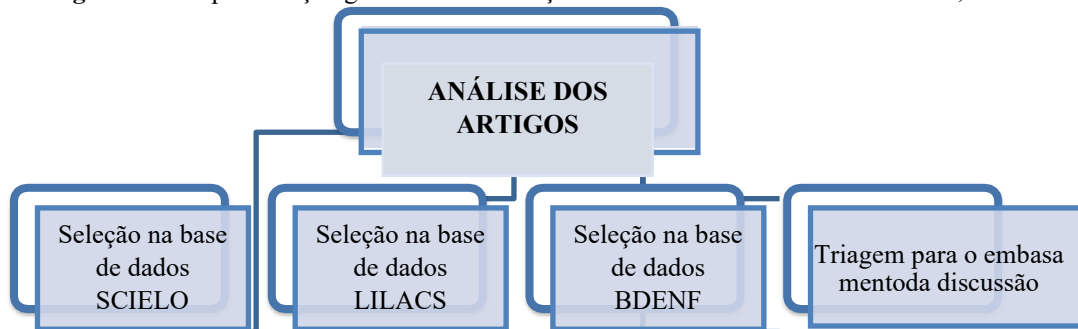 ANÁLISE DOS
ARTIGOS
Seleção na base
de dados
SCIELO
Seleção na base
de dados
LILACS
Seleção na base
de dados
BDENF
Triagem para o embasa
mentoda discussão